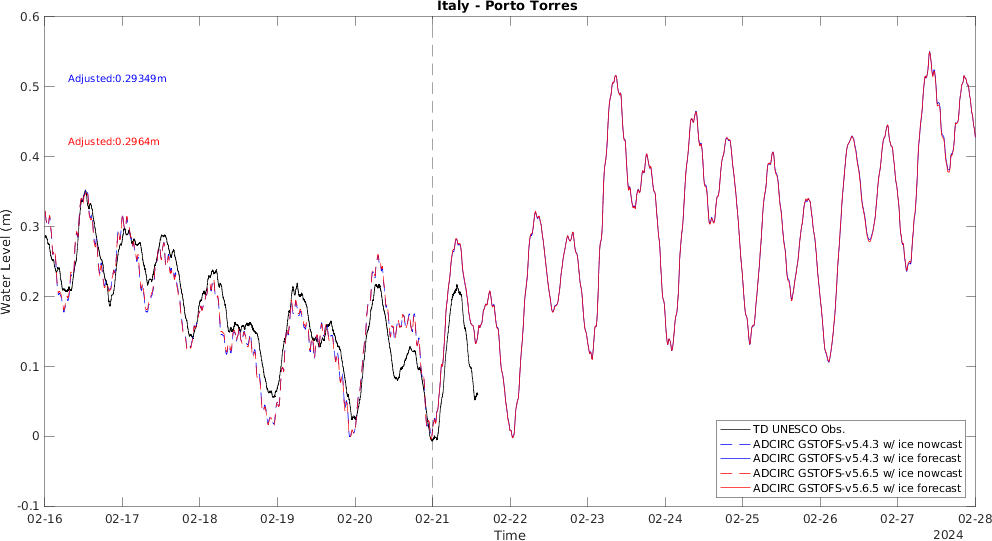 Italy - Porto Torres
0.6
0.5
0.4
0.3
0.2
0.1
0
-0.1
Water Level (m)
Adjusted:0.29349m
Adjusted:0.2964m
TD UNESCO Obs.
ADCIRC GSTOFS-v5.4.3 w/ ice nowcast
ADCIRC GSTOFS-v5.4.3 w/ ice forecast
ADCIRC GSTOFS-v5.6.5 w/ ice nowcast
ADCIRC GSTOFS-v5.6.5 w/ ice forecast
02-16 02-17 02-18 02-19 02-20 02-21 02-22 02-23 02-24 02-25 02-26 02-27 02-28
Time
2024